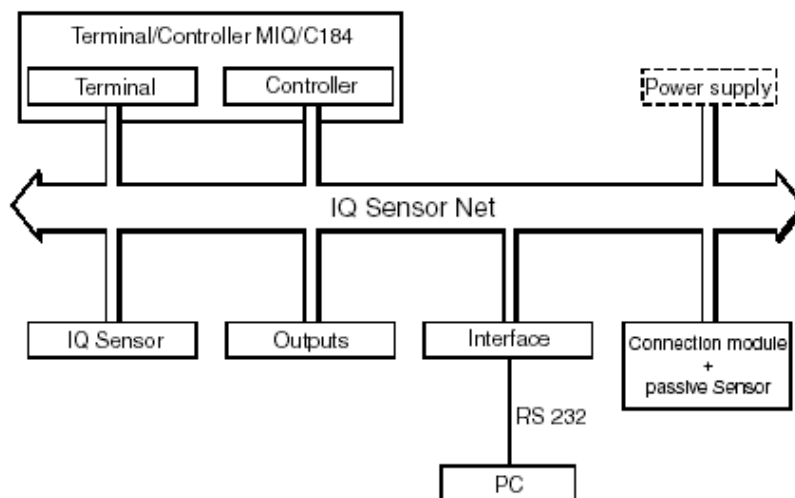 Terminal/Controller MIQ/C184
Terminal
Controller
Power supply
IQ Sensor Net
IQ Sensor
Outputs
Interface
Connection module
+
passive Sensor
RS 232
PC